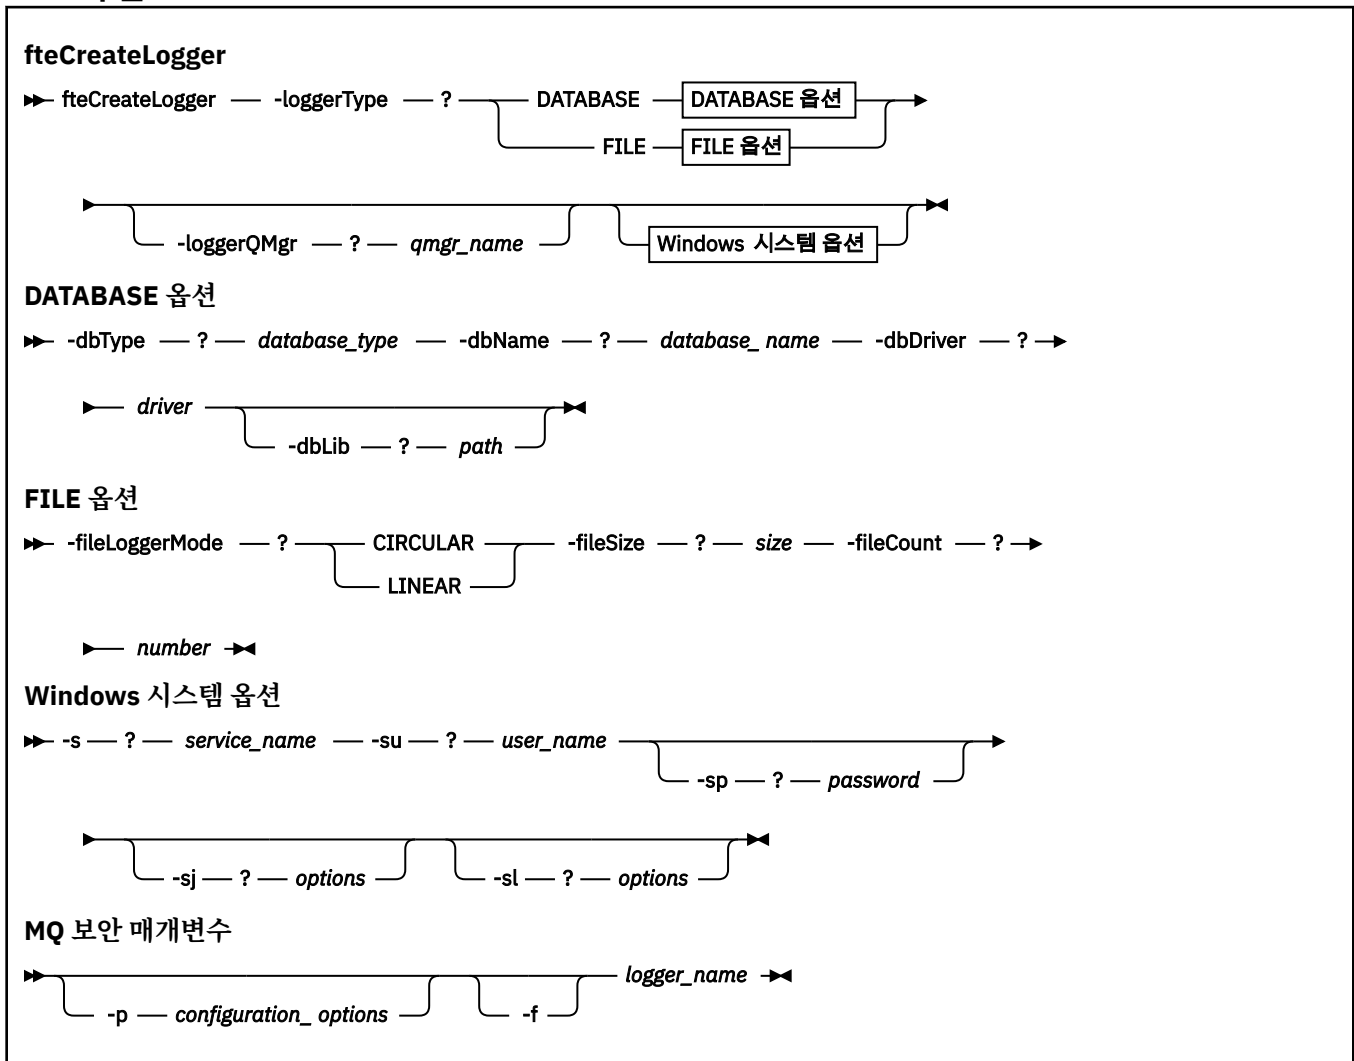 fteCreateLogger
fteCreateLogger -loggerType ? DATABASE DATABASE 옵션
FILE FILE 옵션
-loggerQMgr ? qmgr_name Windows 시스템 옵션
DATABASE 옵션
-dbType ? database_type -dbName ? database_ name -dbDriver ?
driver
-dbLib ? path
FILE 옵션
-fileLoggerMode ? CIRCULAR -fileSize ? size -fileCount ?
LINEAR
number
Windows 시스템 옵션
-s ? service_name -su ? user_name
-sp ? password
-sj ? options -sl ? options
MQ 보안 매개변수
logger_name
-p configuration_ options -f